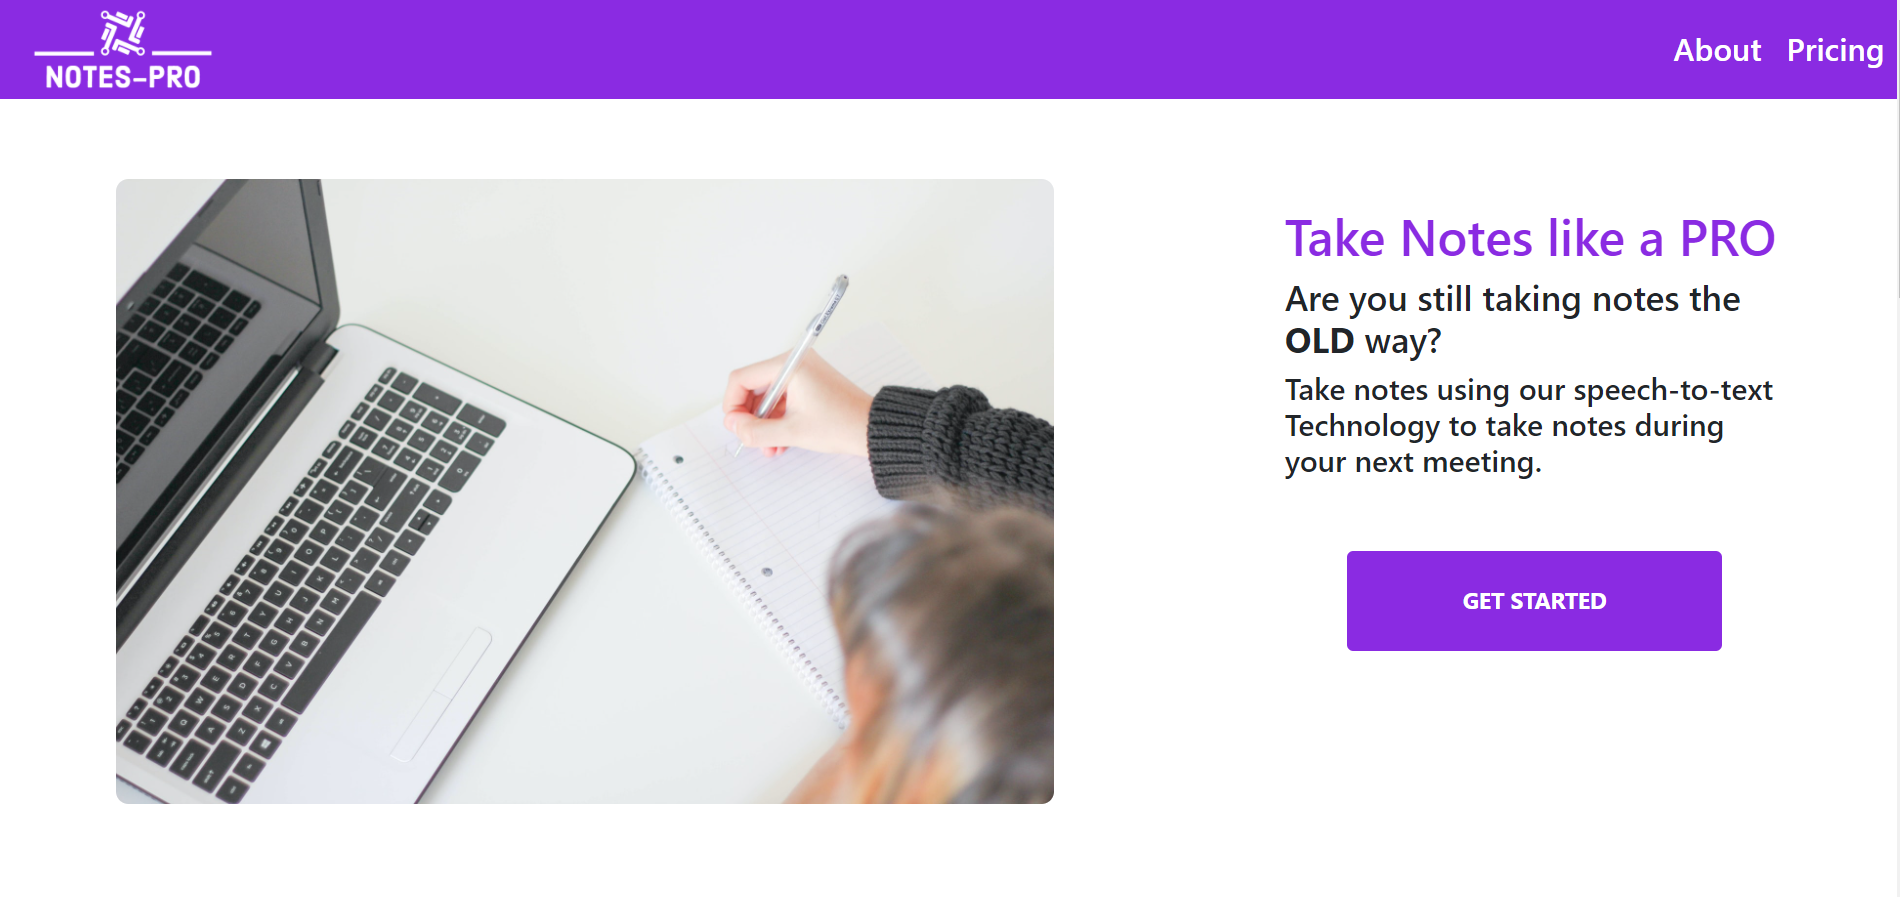 NOTES-PRO
About Pricing
Take Notes like a PRO
Are you still taking notes the
OLD way?
Take notes using our speech-to-text
Technology to take notes during
your next meeting.
GET STARTED